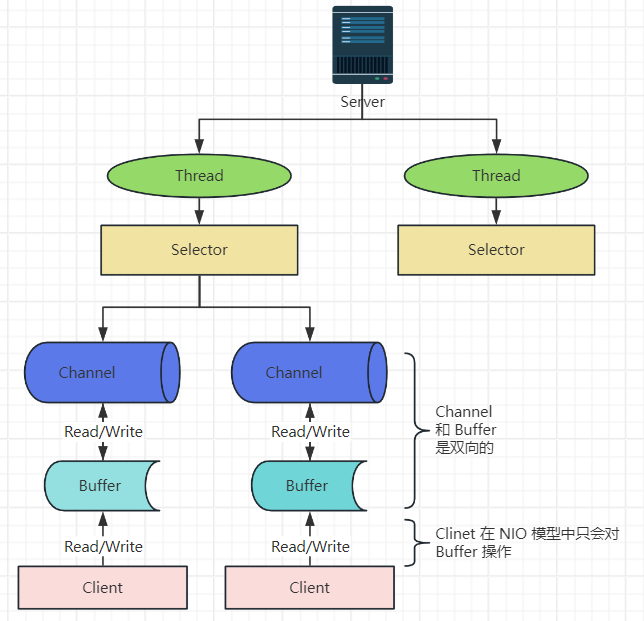 Server
Thread
Thread
Selector
Selector
Channel
Channel
Channel
和 Buffer
是双向的
Read/Write
Read/Write
Buffer
Buffer
Clinet 在 NIO 模型中只会对
Buffer 操作
Read/Write
Read/Write
Client
Client